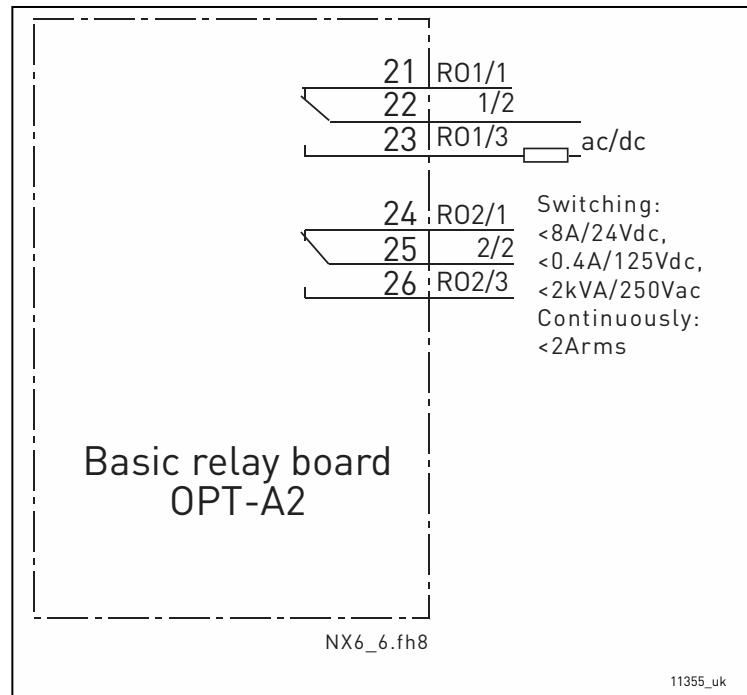 21 RO1/1
22 1/2
23 RO1/3 ac/dc
24 RO2/1
25 2/2
26 RO2/3
Switching:
<8A/24Vdc,
<0.4A/125Vdc,
<2kVA/250Vac
Continuously:
<2Arms
Basic relay board
OPT-A2
NX6_6.fh8
11355_uk